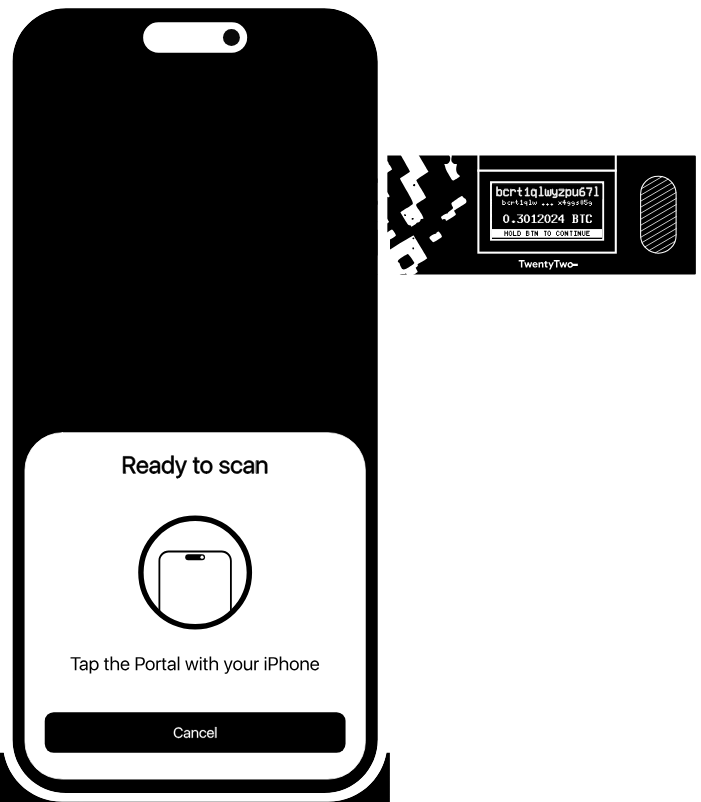 Ready to scan
Tap the Portal with your iPhone
Cancel
bcrt1qlwyzpu67l
bcrt1qlw ... x4ggsm5g
0.3012024 BTC
HOLD BTN TO CONTINUE
TwentyTwo